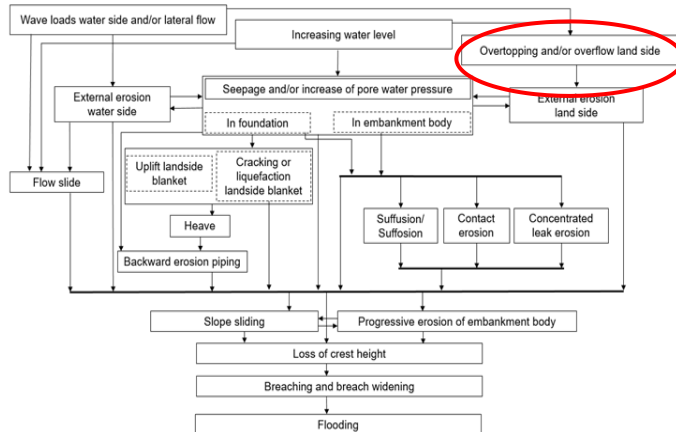 Wave loads water side and/or lateral flow
Increasing water level
Overtopping and/or overflow land side
Seepage and/or increase of pore water pressure
External erosion
water side
External erosion
land side
In foundation
In embankment body
Uplift landside
blanket
Cracking or
liquefaction
landside blanket
Flow slide
Heave
Suffusion/
Suffosion
Contact
erosion
Concentrated
leak erosion
Backward erosion piping
Slope sliding
Progressive erosion of embankment body
Loss of crest height
Breaching and breach widening
Flooding